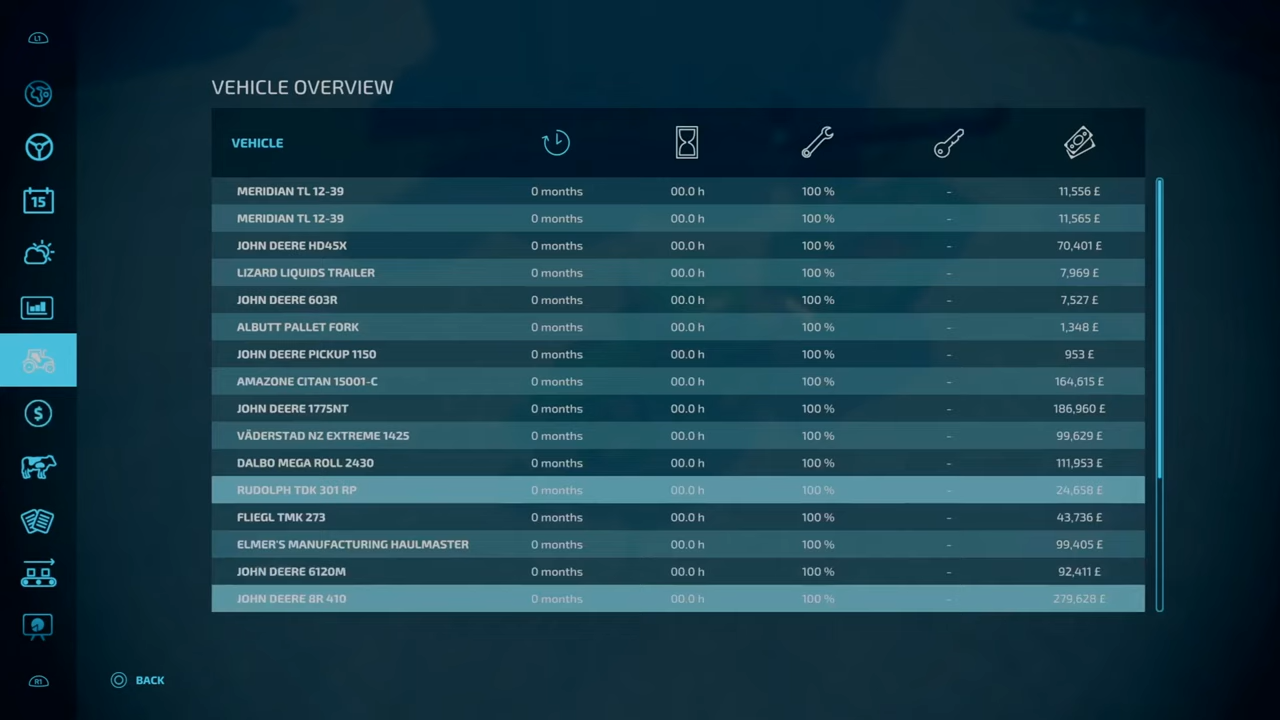 L1
VEHICLE OVERVIEW
VEHICLE
MERIDIAN TL 12-39 0 months 00.0 h 100 % - 11,556 £
MERIDIAN TL 12-39 0 months 00.0 h 100 % - 11,565 £
JOHN DEERE HD45X 0 months 00.0 h 100 % - 70,401 £
LIZARD LIQUIDS TRAILER 0 months 00.0 h 100 % - 7,969 £
JOHN DEERE 603R 0 months 00.0 h 100 % - 7,527 £
ALBUTT PALLET FORK 0 months 00.0 h 100 % - 1,348 £
JOHN DEERE PICKUP 1150 0 months 00.0 h 100 % - 953 £
AMAZONE CITAN 15001-C 0 months 00.0 h 100 % - 164,615 £
JOHN DEERE 1775NT 0 months 00.0 h 100 % - 186,960 £
VÄDERSTAD NZ EXTREME 1425 0 months 00.0 h 100 % - 99,629 £
DALBO MEGA ROLL 2430 0 months 00.0 h 100 % - 111,953 £
RUDOLPH TDK 301 RP 0 months 00.0 h 100 % - 24,658 £
FLIEGL TMK 273 0 months 00.0 h 100 % - 43,736 £
ELMER'S MANUFACTURING HAULMASTER 0 months 00.0 h 100 % - 99,405 £
JOHN DEERE 6120M 0 months 00.0 h 100 % - 92,411 £
JOHN DEERE 8R 410 0 months 00.0 h 100 % - 279,628 £
15
$
R1
BACK